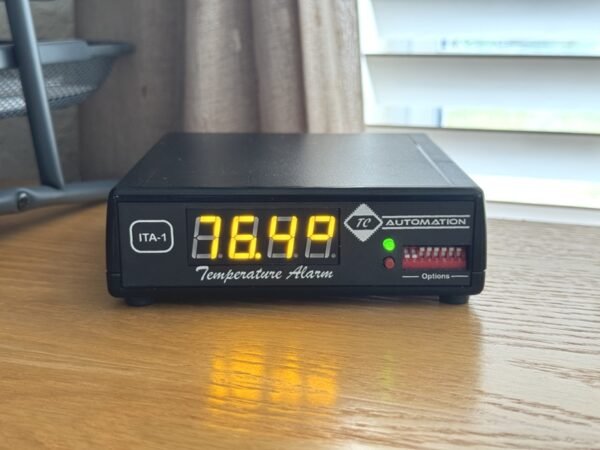 ITA-1
76.4°
TC
AUTOMATION
Temperature Alarm
Options